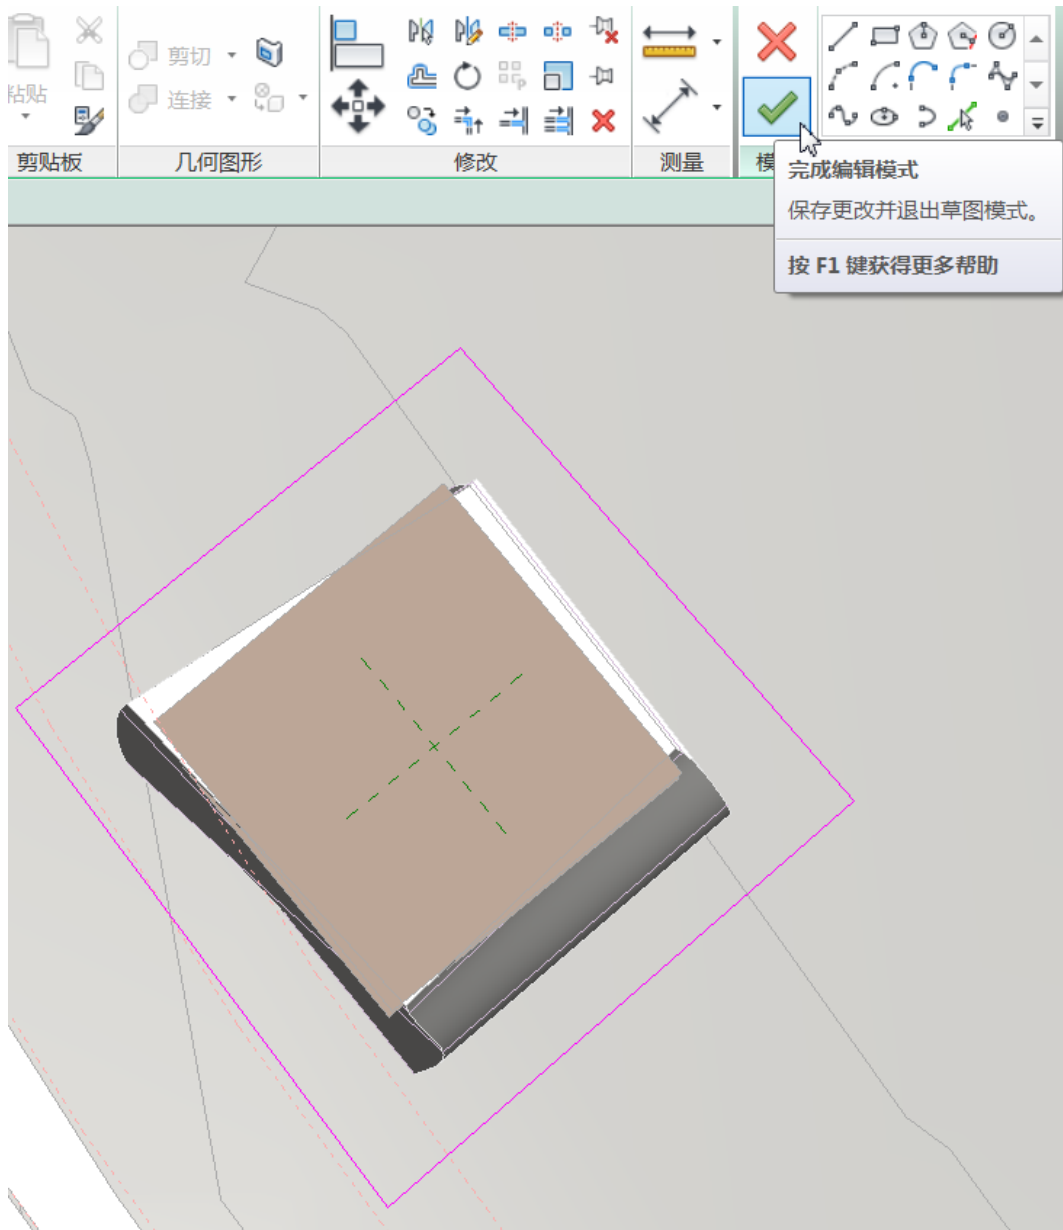 剪切
连接
粘贴
剪贴板
几何图形
修改
测量
模
完成编辑模式
保存更改并退出草图模式。
按 F1 键获得更多帮助